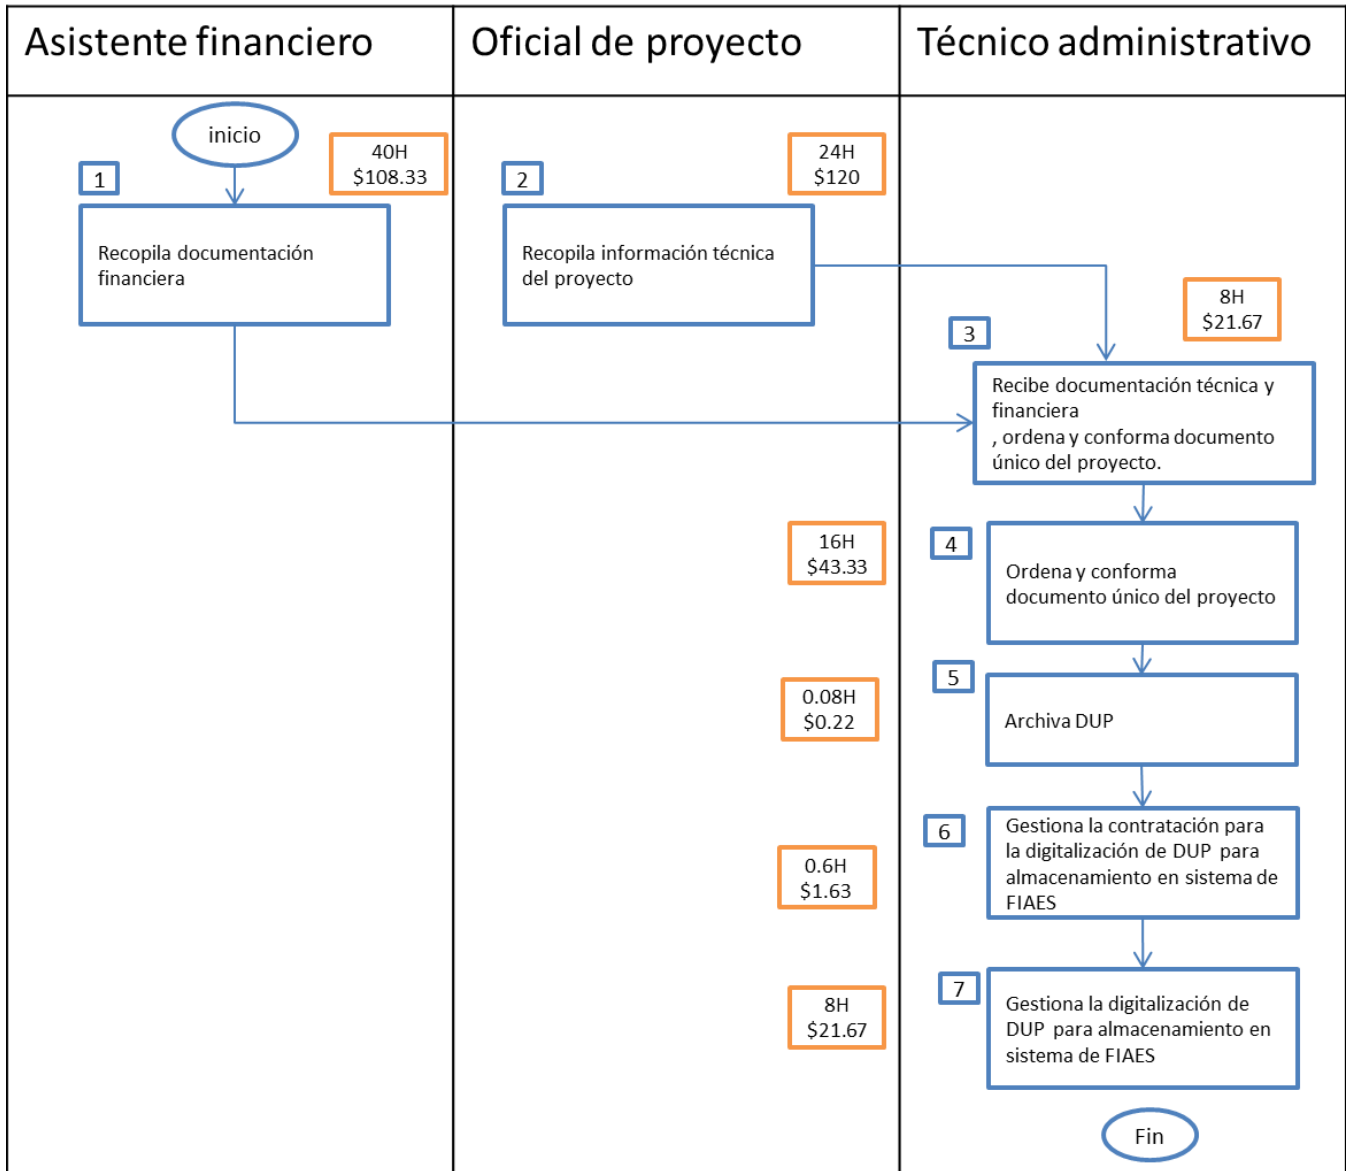 Asistente financiero
Oficial de proyecto
Técnico administrativo
inicio
40H
$108.33
1
Recopila documentación
financiera
24H
$120
2
Recopila información técnica
del proyecto
8H
$21.67
3
Recibe documentación técnica y
financiera
, ordena y conforma documento
único del proyecto.
16H
$43.33
4
Ordena y conforma
documento único del proyecto
0.08H
$0.22
5
Archiva DUP
0.6H
$1.63
6
Gestiona la contratación para
la digitalización de DUP para
almacenamiento en sistema de
FIAES
8H
$21.67
7
Gestiona la digitalización de
DUP para almacenamiento en
sistema de FIAES
Fin